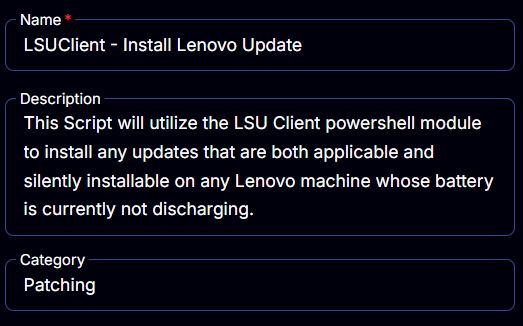 Name *
LSUClient - Install Lenovo Update
Description
This Script will utilize the LSU Client powershell module
to install any updates that are both applicable and
silently installable on any Lenovo machine whose battery
is currently not discharging.
Category
Patching